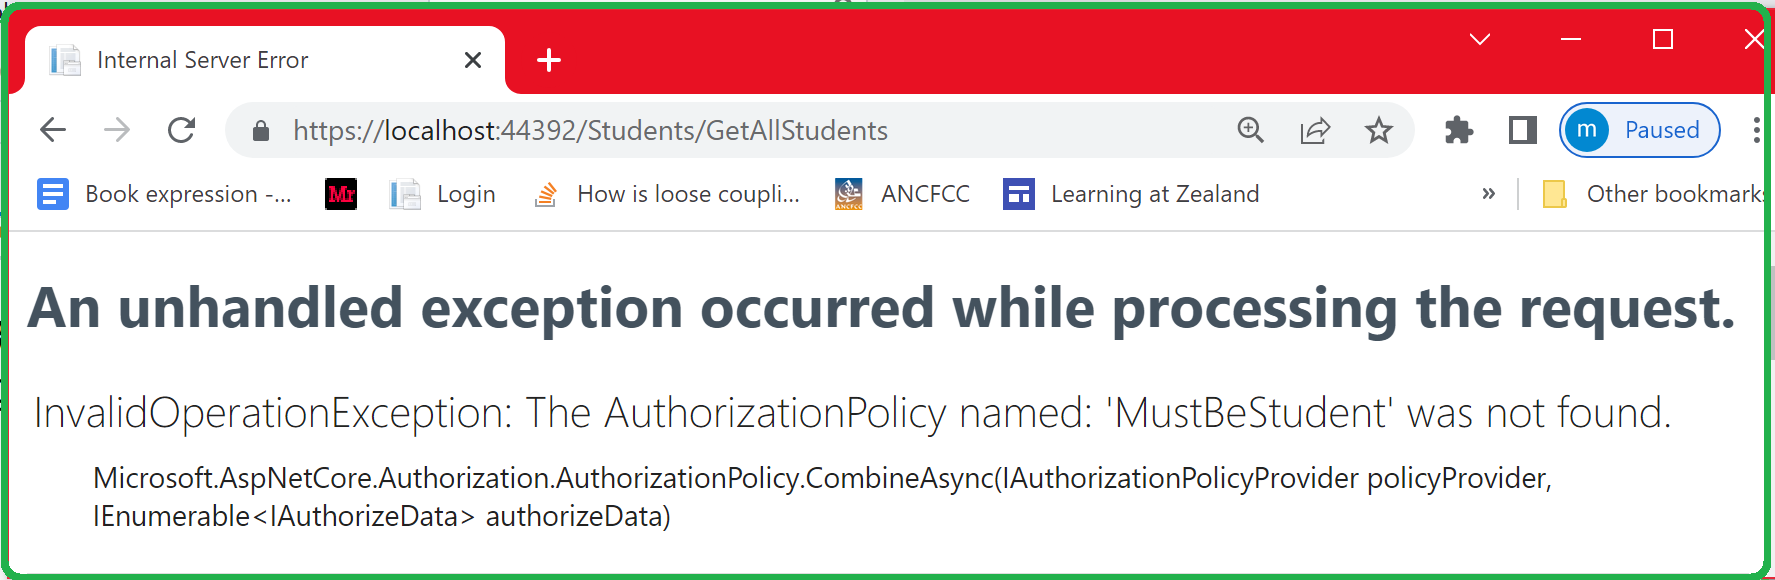 Internal Server Error
https://localhost:44392/Students/GetAllStudents
m
Paused
Book expression -...
Mr
Login
How is loose coupli...
ANCFCC
ANCFCC
Learning at Zealand
»
Other bookmarks
An unhandled exception occurred while processing the request.
InvalidOperationException: The AuthorizationPolicy named: 'MustBeStudent' was not found.
Microsoft.AspNetCore.Authorization.AuthorizationPolicy.CombineAsync(IAuthorizationPolicyProvider policyProvider,
IEnumerable<IAuthorizeData> authorizeData)